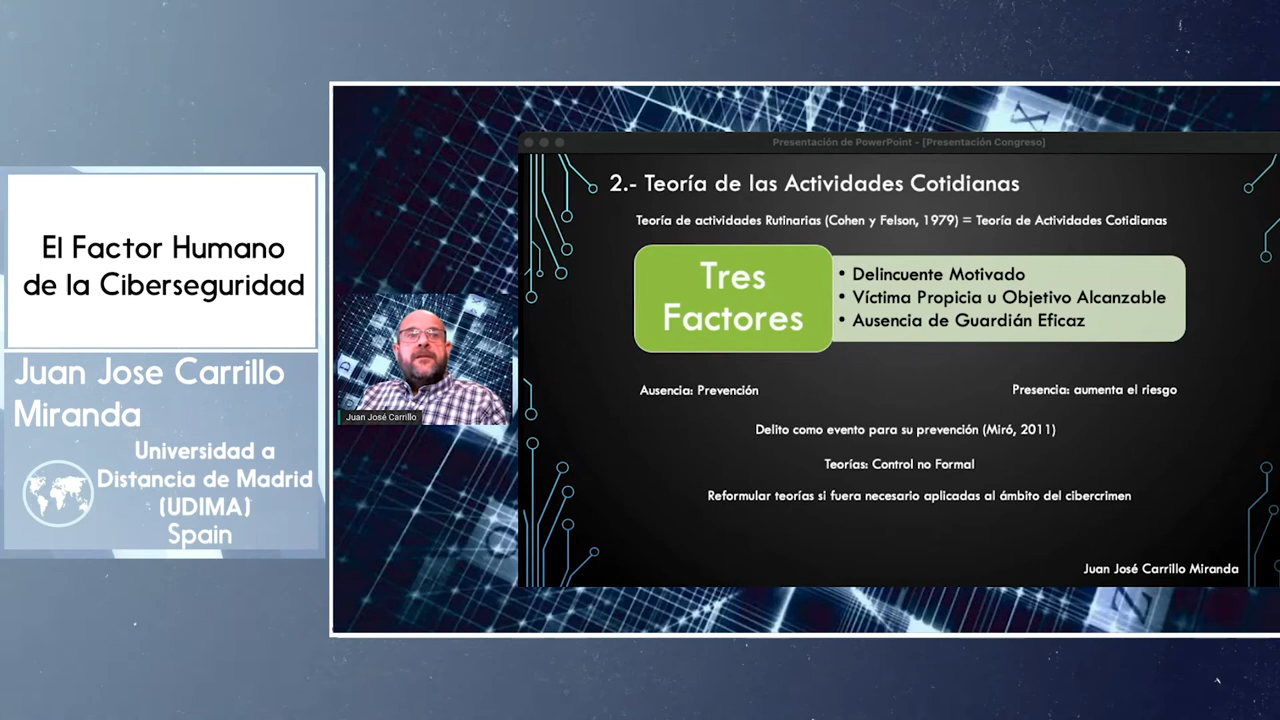 El Factor Humano
de la Ciberseguridad
Juan Jose Carrillo
Miranda
Universidad a
Distancia de Madrid
(UDIMA)
Spain
Juan José Carrillo
Presentación de PowerPoint - [Presentación Congreso]
2.- Teoría de las Actividades Cotidianas
Teoría de actividades Rutinarias (Cohen y Felson, 1979) = Teoría de Actividades Cotidianas
Tres
Factores
• Delincuente Motivado
• Víctima Propicia u Objetivo Alcanzable
• Ausencia de Guardián Eficaz
Ausencia: Prevención
Presencia: aumenta el riesgo
Delito como evento para su prevención (Miró, 2011)
Teorías: Control no Formal
Reformular teorías si fuera necesario aplicadas al ámbito del cibercrimen
Juan José Carrillo Miranda